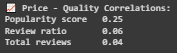 📈 Price - Quality Correlations:
Popularity score   0.25
Review ratio       0.06
Total reviews      0.04